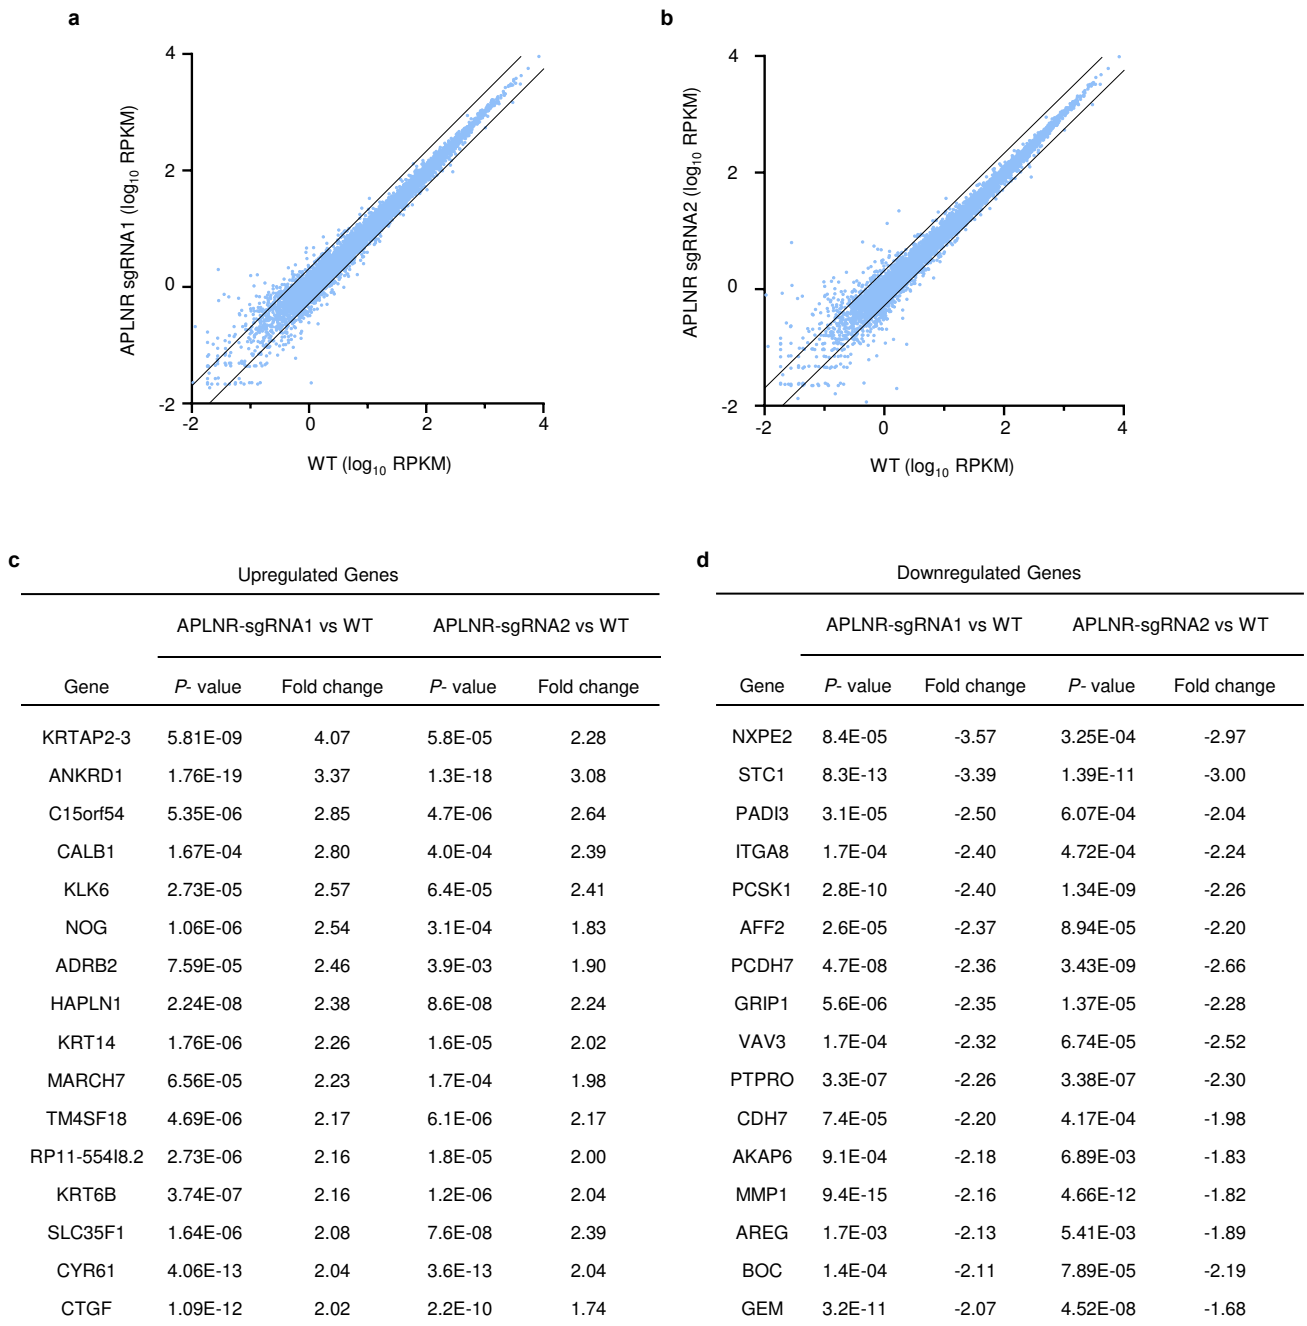 a
4
2
0
-2
-2
0
2
4
APLNR sgRNA1 (log10 RPKM)
WT (log10 RPKM)
b
4
2
0
-2
-2
0
2
4
APLNR sgRNA2 (log10 RPKM)
WT (log10 RPKM)
c
Upregulated Genes
APLNR-sgRNA1 vs WT APLNR-sgRNA2 vs WT
Gene P- value Fold change P- value Fold change
KRTAP2-3 5.81E-09 4.07 5.8E-05 2.28
ANKRD1 1.76E-19 3.37 1.3E-18 3.08
C15orf54 5.35E-06 2.85 4.7E-06 2.64
CALB1 1.67E-04 2.80 4.0E-04 2.39
KLK6 2.73E-05 2.57 6.4E-05 2.41
NOG 1.06E-06 2.54 3.1E-04 1.83
ADRB2 7.59E-05 2.46 3.9E-03 1.90
HAPLN1 2.24E-08 2.38 8.6E-08 2.24
KRT14 1.76E-06 2.26 1.6E-05 2.02
MARCH7 6.56E-05 2.23 1.7E-04 1.98
TM4SF18 4.69E-06 2.17 6.1E-06 2.17
RP11-554I8.2 2.73E-06 2.16 1.8E-05 2.00
KRT6B 3.74E-07 2.16 1.2E-06 2.04
SLC35F1 1.64E-06 2.08 7.6E-08 2.39
CYR61 4.06E-13 2.04 3.6E-13 2.04
CTGF 1.09E-12 2.02 2.2E-10 1.74
d
Downregulated Genes
APLNR-sgRNA1 vs WT APLNR-sgRNA2 vs WT
Gene P- value Fold change P- value Fold change
NXPE2 8.4E-05 -3.57 3.25E-04 -2.97
STC1 8.3E-13 -3.39 1.39E-11 -3.00
PADI3 3.1E-05 -2.50 6.07E-04 -2.04
ITGA8 1.7E-04 -2.40 4.72E-04 -2.24
PCSK1 2.8E-10 -2.40 1.34E-09 -2.26
AFF2 2.6E-05 -2.37 8.94E-05 -2.20
PCDH7 4.7E-08 -2.36 3.43E-09 -2.66
GRIP1 5.6E-06 -2.35 1.37E-05 -2.28
VAV3 1.7E-04 -2.32 6.74E-05 -2.52
PTPRO 3.3E-07 -2.26 3.38E-07 -2.30
CDH7 7.4E-05 -2.20 4.17E-04 -1.98
AKAP6 9.1E-04 -2.18 6.89E-03 -1.83
MMP1 9.4E-15 -2.16 4.66E-12 -1.82
AREG 1.7E-03 -2.13 5.41E-03 -1.89
BOC 1.4E-04 -2.11 7.89E-05 -2.19
GEM 3.2E-11 -2.07 4.52E-08 -1.68